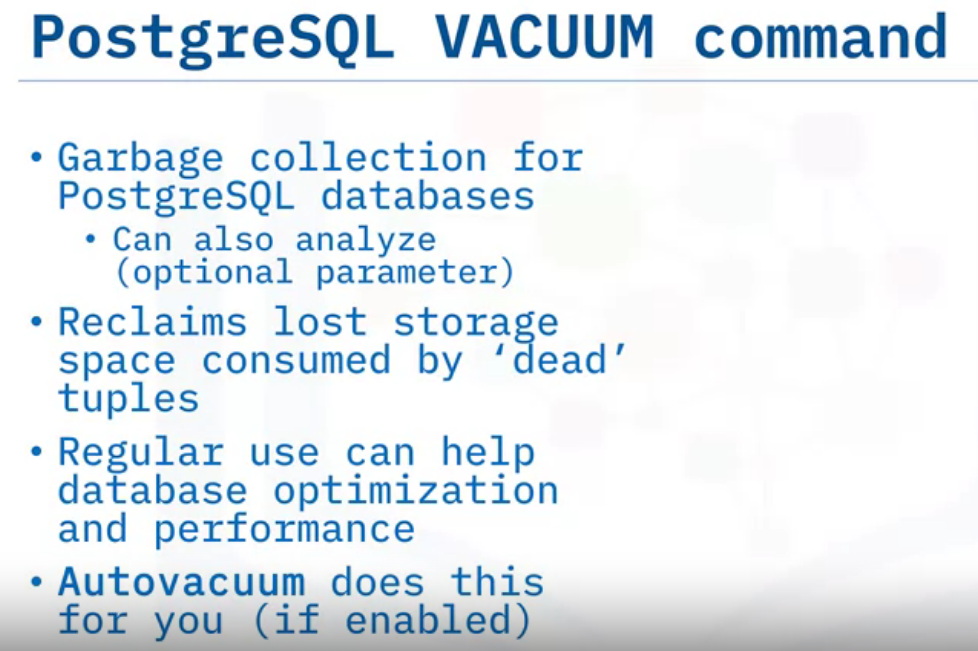 PostgreSQL VACUUM command
• Garbage collection for
PostgreSQL databases
• Can also analyze
(optional parameter)
• Reclaims lost storage
space consumed by ‘dead’
tuples
• Regular use can help
database optimization
and performance
• Autovacuum does this
for you (if enabled)